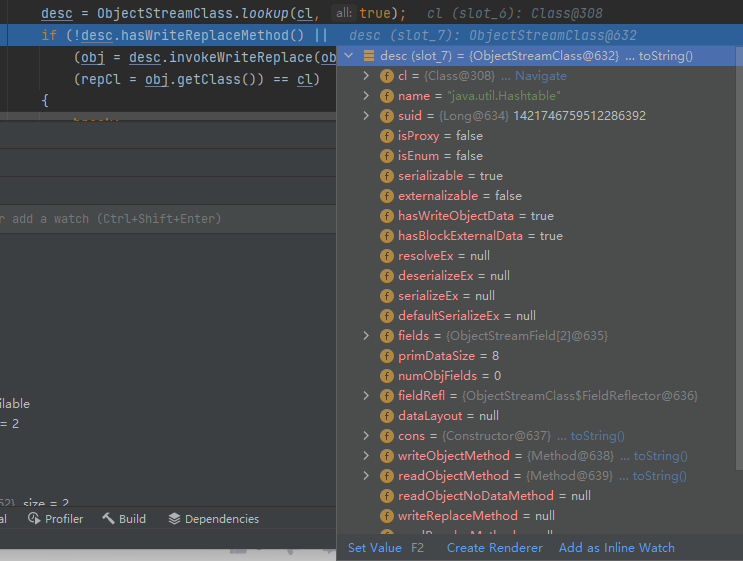 desc = ObjectStreamClass.lookup(cl, all: true); cl (slot_6): Class@308
if (!desc.hasWriteReplaceMethod() || desc (slot_7): ObjectStreamClass@632
(obj = desc.invokeWriteReplace(ob
desc (slot_7) = {ObjectStreamClass@632} ... toString()
(repCl = obj.getClass()) == cl)
cl = {Class@308} ... Navigate
{
name = "java.util.Hashtable"
suid = {Long@634} 1421746759512286392
isProxy = false
isEnum = false
serializable = true
externalizable = false
r add a watch (Ctrl+Shift+Enter)
hasWriteObjectData = true
hasBlockExternalData = true
resolveEx = null
deserializeEx = null
serializeEx = null
defaultSerializeEx = null
fields = {ObjectStreamField[2]@635}
primDataSize = 8
numObjFields = 0
fieldRefl = {ObjectStreamClass$FieldReflector@636}
ilable
dataLayout = null
= 2
cons = {Constructor@637} ... toString()
writeObjectMethod = {Method@638} ... toString()
readObjectMethod = {Method@639} ... toString()
readObjectNoDataMethod = null
size = 2
writeReplaceMethod = null
al Profiler Build Dependencies
Set Value F2 Create Renderer Add as Inline Watch